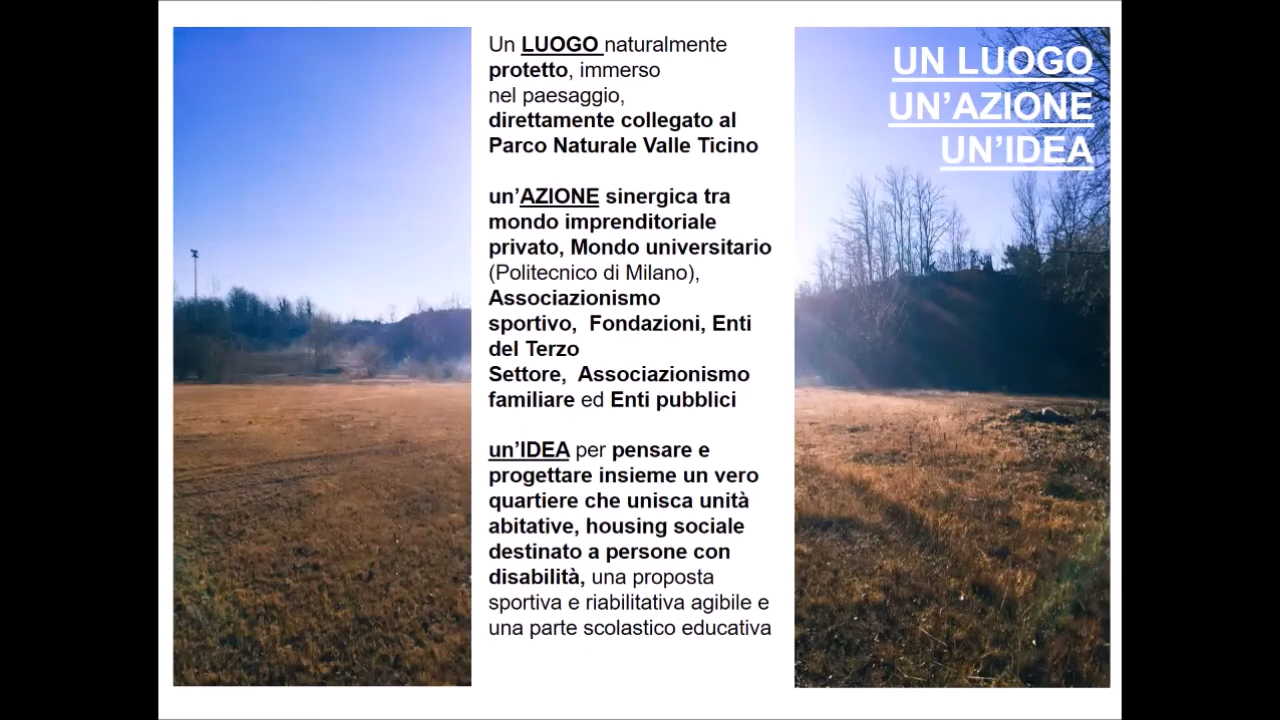 Un LUOGO naturalmente
protetto, immerso
nel paesaggio,
direttamente collegato al
Parco Naturale Valle Ticino
un'AZIONE sinergica tra
mondo imprenditoriale
privato, Mondo universitario
(Politecnico di Milano),
Associazionismo
sportivo,  Fondazioni, Enti
del Terzo
Settore,  Associazionismo
familiare ed Enti pubblici
un'IDEA per pensare e
progettare insieme un vero
quartiere che unisca unità
abitative, housing sociale
destinato a persone con
disabilità, una proposta
sportiva e riabilitativa agibile e
una parte scolastico educativa
UN LUOGO
UN'AZIONE
UN'IDEA